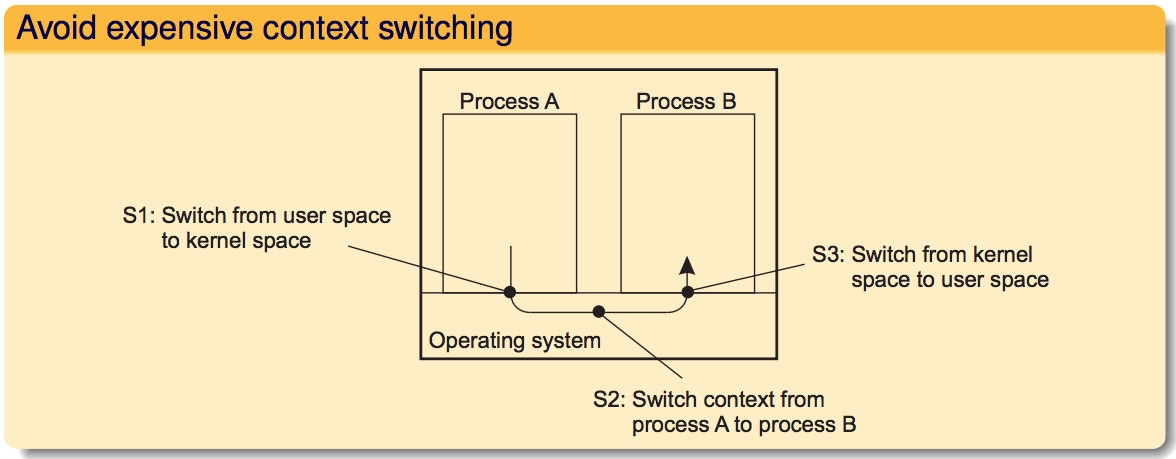 Avoid expensive context switching
Process A
Process B
S1: Switch from user space
to kernel space
S3: Switch from kernel
space to user space
Operating system
S2: Switch context from
process A to process B